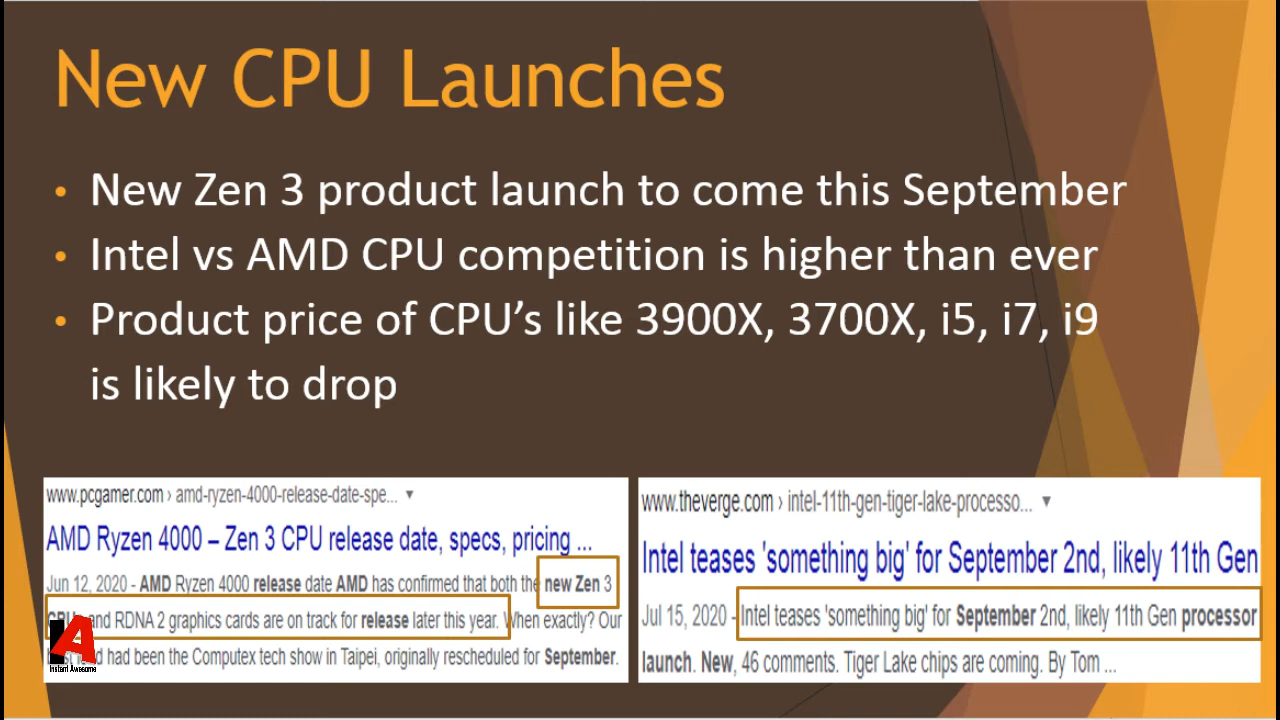 New CPU Launches
• New Zen 3 product launch to come this September
• Intel vs AMD CPU competition is higher than ever
• Product price of CPU’s like 3900X, 3700X, i5, i7, i9
is likely to drop
www.pcgamer.com › amd-ryzen-4000-release-date-spe... ▼
AMD Ryzen 4000 – Zen 3 CPU release date, specs, pricing ...
Jun 12, 2020 - AMD Ryzen 4000 release date AMD has confirmed that both the new Zen 3
and RDNA 2 graphics cards are on track for release later this year. When exactly? Our
had been the Computex tech show in Taipei, originally rescheduled for September.
www.theverge.com › intel-11th-gen-tiger-lake-processo... ▼
Intel teases 'something big' for September 2nd, likely 11th Gen
Jul 15, 2020 - Intel teases 'something big' for September 2nd, likely 11th Gen processor
launch. New, 46 comments. Tiger Lake chips are coming. By Tom ...
A
Instant Awesome